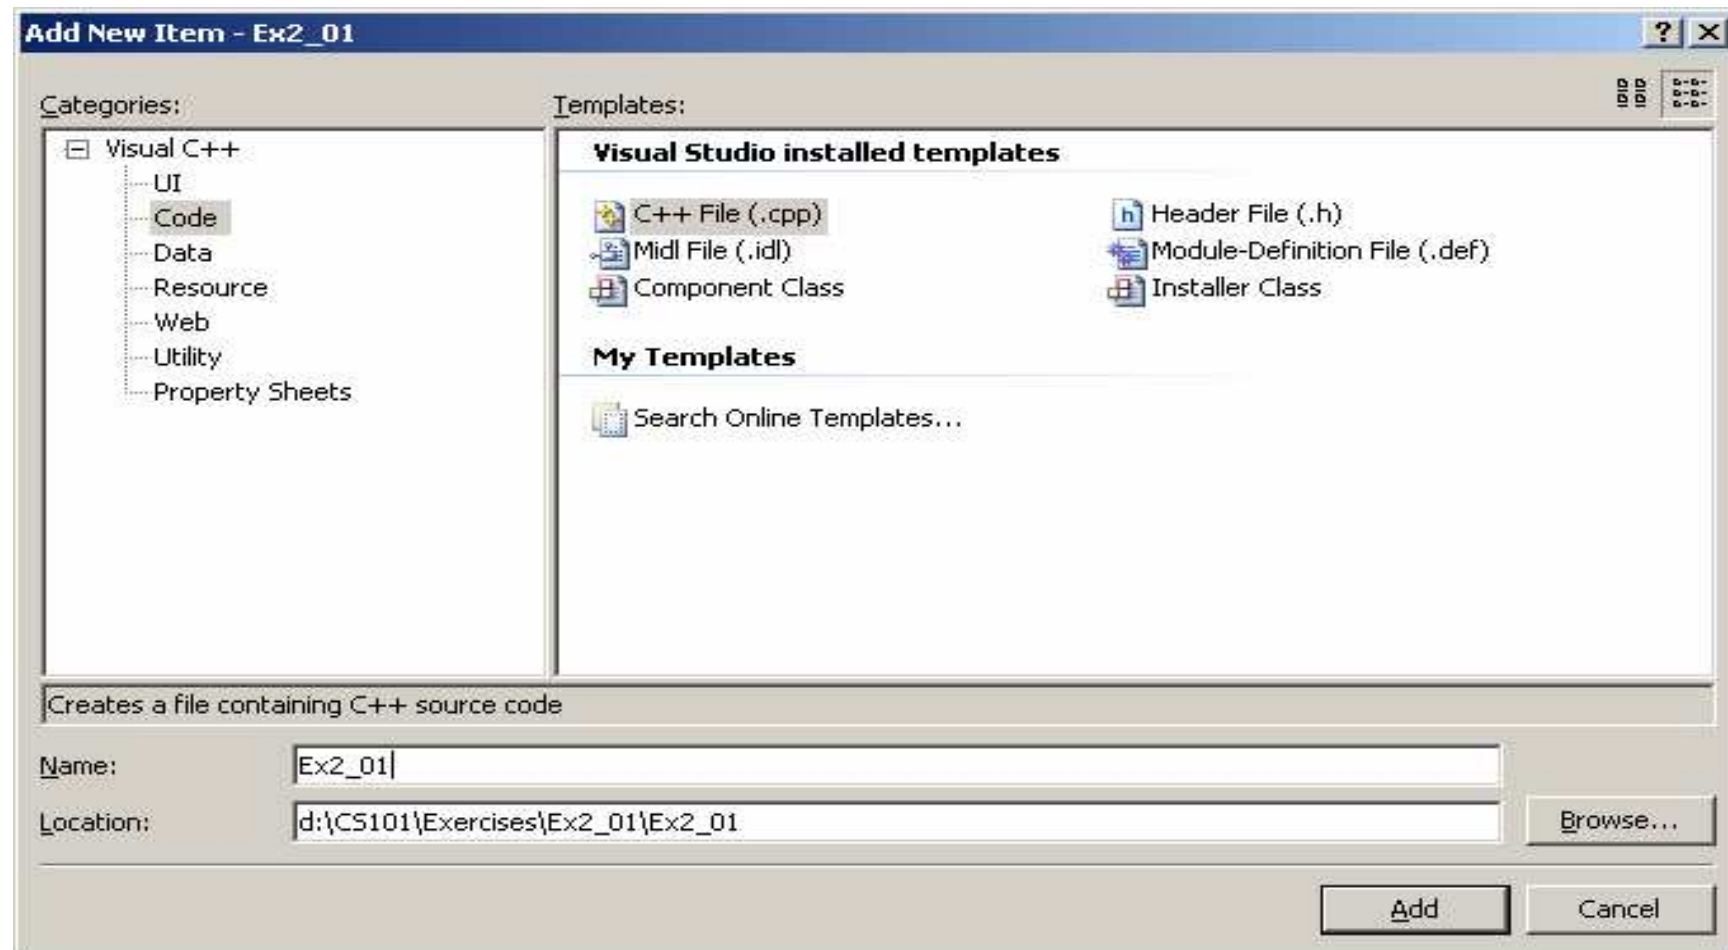 Add New Item - Ex2_01
Categories:
Templates:
Visual C++
UI
Code
Data
Resource
Web
Utility
Property Sheets
Visual Studio installed templates
C++ File (.cpp)
Header File (.h)
Midl File (.idl)
Module-Definition File (.def)
Component Class
Installer Class
My Templates
Search Online Templates...
Creates a file containing C++ source code
Name:
Ex2_01
Location:
d:\CS101\Exercises\Ex2_01\Ex2_01
Browse...
Add
Cancel